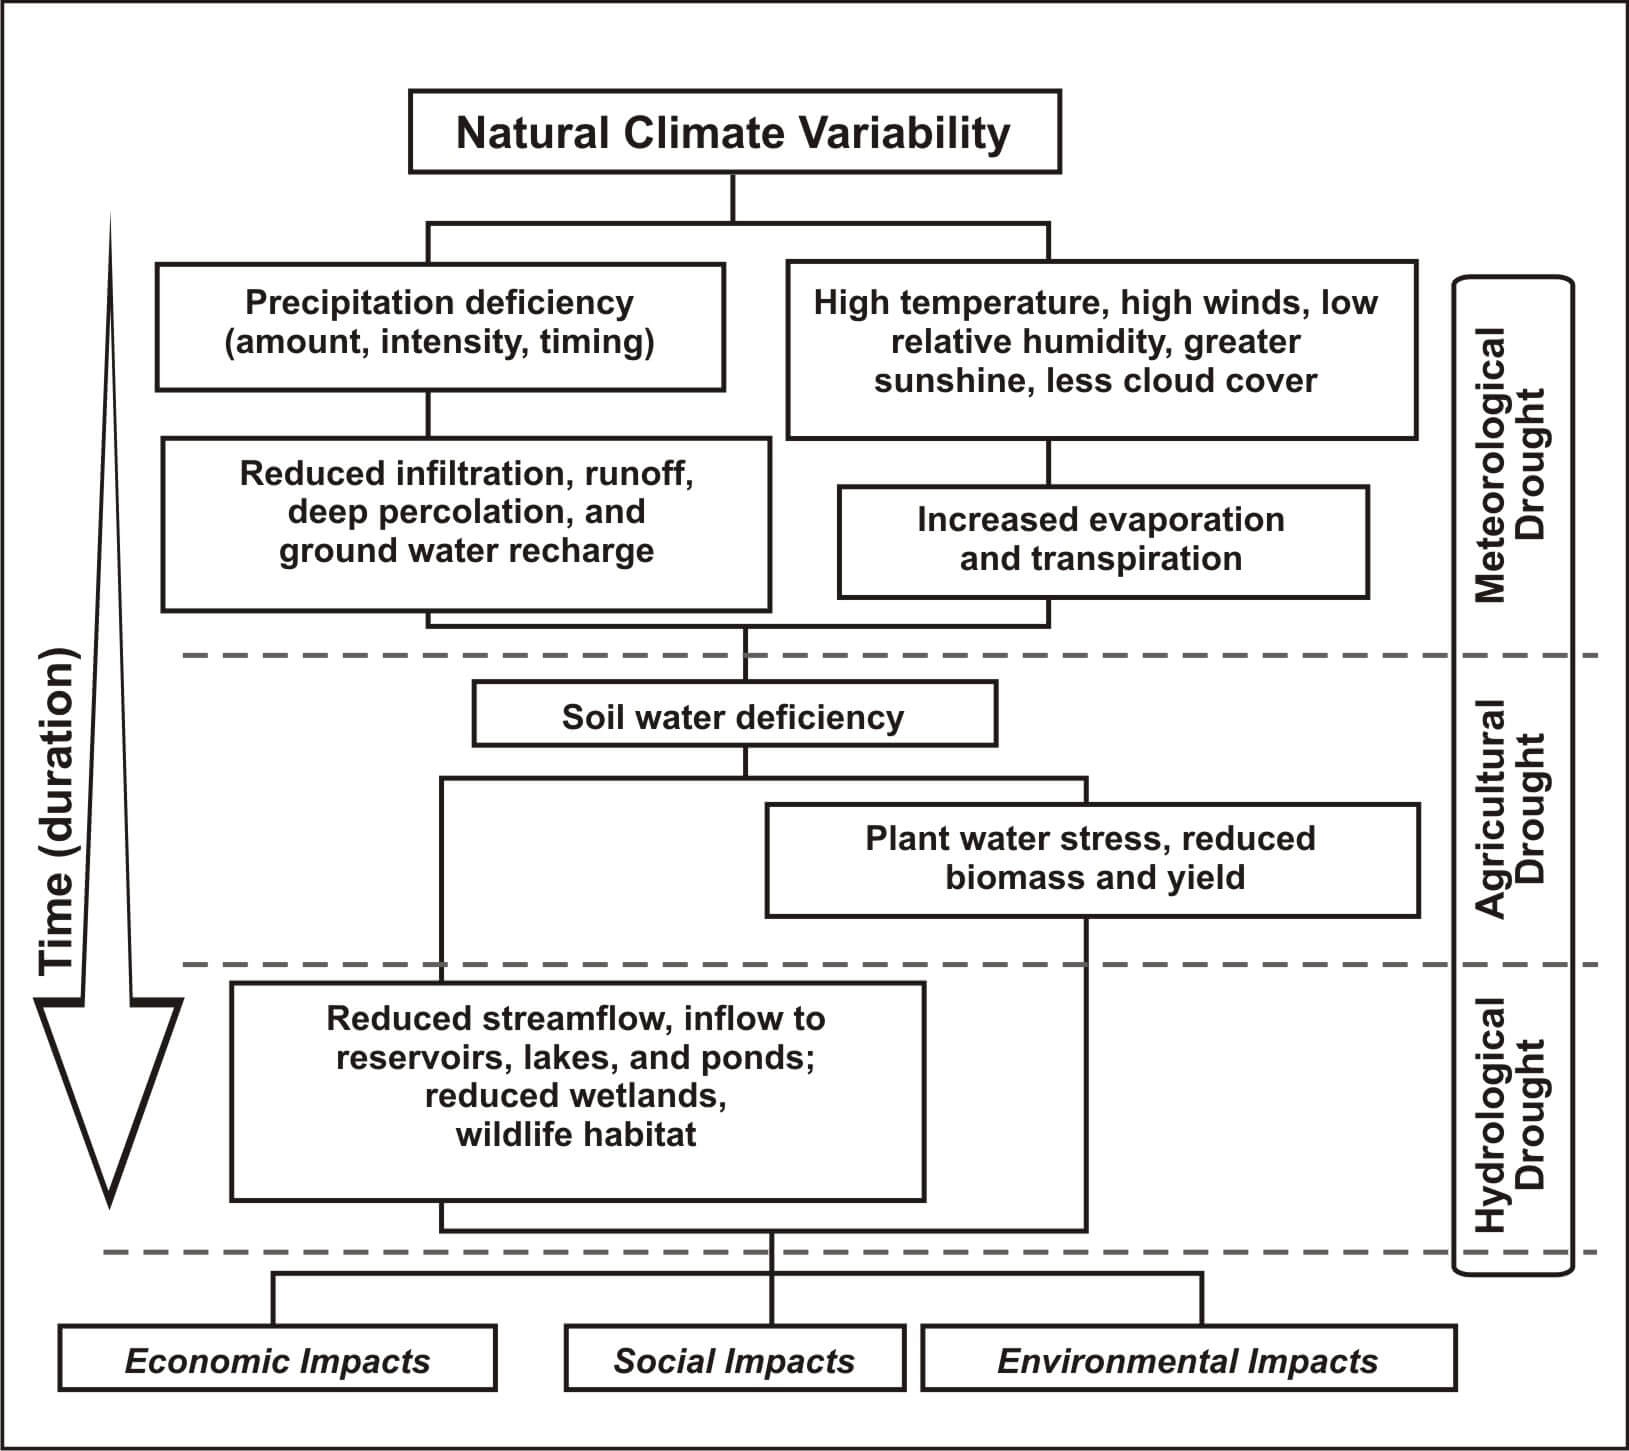 Natural Climate Variability
Precipitation deficiency
(amount, intensity, timing)
High temperature, high winds, low
relative humidity, greater
sunshine, less cloud cover
Reduced infiltration, runoff,
deep percolation, and
ground water recharge
Increased evaporation
and transpiration
Meteorological
Drought
Soil water deficiency
Plant water stress, reduced
biomass and yield
Agricultural
Drought
Time (duration)
Reduced streamflow, inflow to
reservoirs, lakes, and ponds;
reduced wetlands,
wildlife habitat
Hydrological
Drought
Economic Impacts
Social Impacts
Environmental Impacts